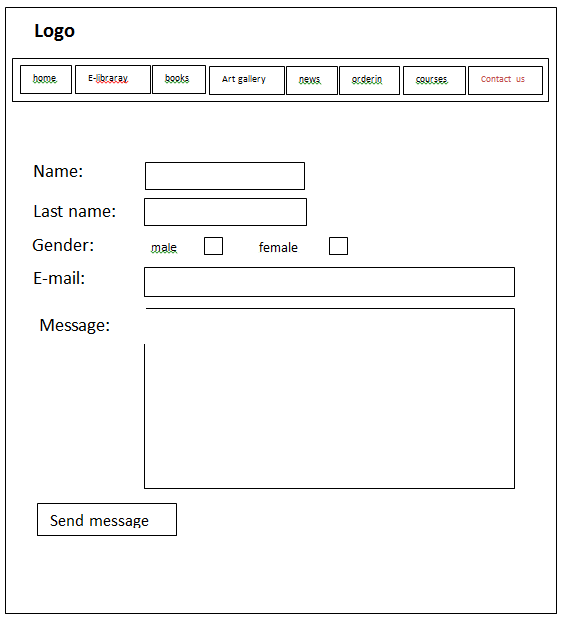 Logo
home E-libraray books Art gallery news orderin courses Contact us
Name:
Last name:
Gender: male female
E-mail:
Message:
Send message